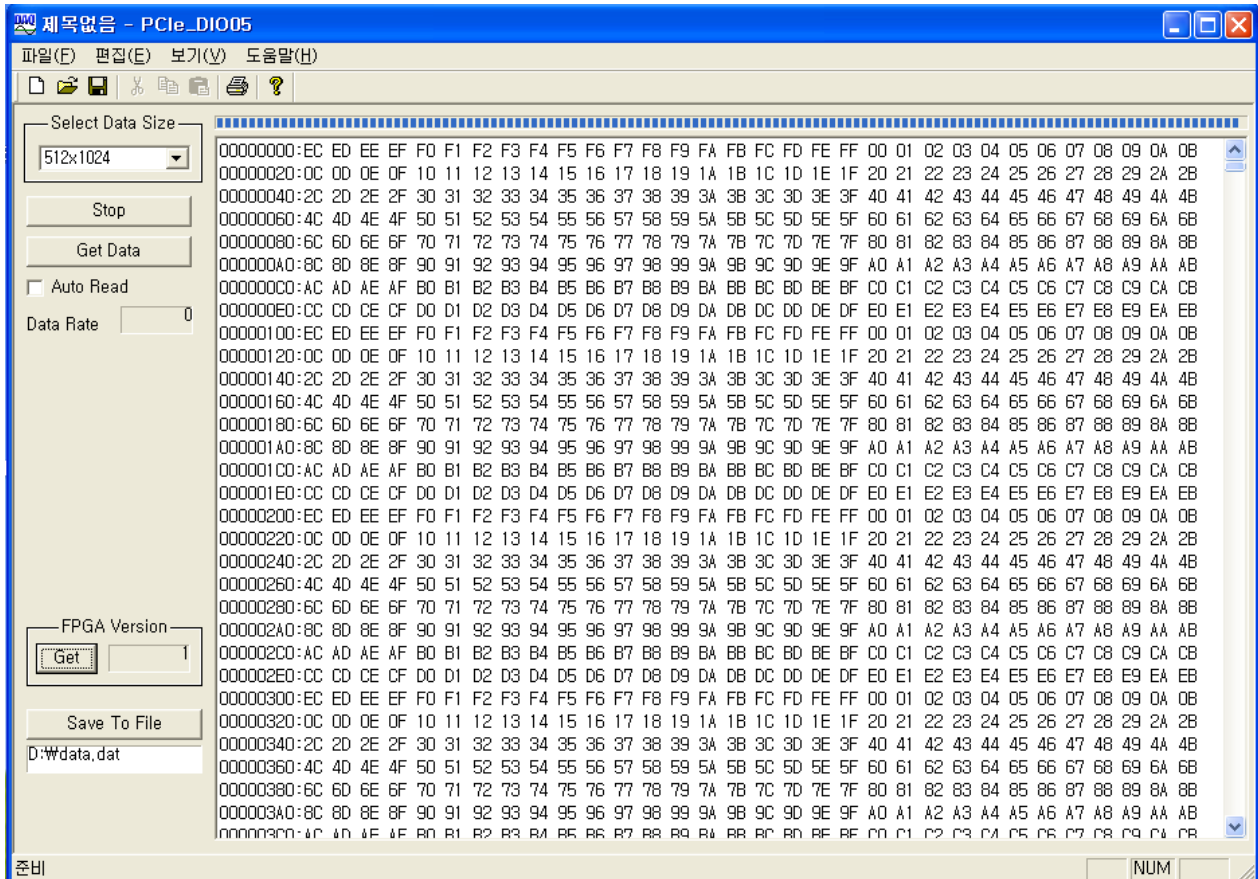 제목없음 - PCIe_DIO05
파일(F) 편집(E) 보기(V) 도움말(H)
Select Data Size
512x1024
Stop
Get Data
Auto Read
Data Rate 0
FPGA Version
Get 1
Save To File
D:₩data.dat
00000000:EC ED EE EF F0 F1 F2 F3 F4 F5 F6 F7 F8 F9 FA FB FC FD FE FF 00 01 02 03 04 05 06 07 08 09 0A 0B
00000020:0C 0D 0E 0F 10 11 12 13 14 15 16 17 18 19 1A 1B 1C 1D 1E 1F 20 21 22 23 24 25 26 27 28 29 2A 2B
00000040:2C 2D 2E 2F 30 31 32 33 34 35 36 37 38 39 3A 3B 3C 3D 3E 3F 40 41 42 43 44 45 46 47 48 49 4A 4B
00000060:4C 4D 4E 4F 50 51 52 53 54 55 56 57 58 59 5A 5B 5C 5D 5E 5F 60 61 62 63 64 65 66 67 68 69 6A 6B
00000080:6C 6D 6E 6F 70 71 72 73 74 75 76 77 78 79 7A 7B 7C 7D 7E 7F 80 81 82 83 84 85 86 87 88 89 8A 8B
000000A0:8C 8D 8E 8F 90 91 92 93 94 95 96 97 98 99 9A 9B 9C 9D 9E 9F A0 A1 A2 A3 A4 A5 A6 A7 A8 A9 AA AB
000000C0:AC AD AE AF B0 B1 B2 B3 B4 B5 B6 B7 B8 B9 BA BB BC BD BE BF C0 C1 C2 C3 C4 C5 C6 C7 C8 C9 CA CB
000000E0:CC CD CE CF D0 D1 D2 D3 D4 D5 D6 D7 D8 D9 DA DB DC DD DE DF E0 E1 E2 E3 E4 E5 E6 E7 E8 E9 EA EB
00000100:EC ED EE EF F0 F1 F2 F3 F4 F5 F6 F7 F8 F9 FA FB FC FD FE FF 00 01 02 03 04 05 06 07 08 09 0A 0B
00000120:0C 0D 0E 0F 10 11 12 13 14 15 16 17 18 19 1A 1B 1C 1D 1E 1F 20 21 22 23 24 25 26 27 28 29 2A 2B
00000140:2C 2D 2E 2F 30 31 32 33 34 35 36 37 38 39 3A 3B 3C 3D 3E 3F 40 41 42 43 44 45 46 47 48 49 4A 4B
00000160:4C 4D 4E 4F 50 51 52 53 54 55 56 57 58 59 5A 5B 5C 5D 5E 5F 60 61 62 63 64 65 66 67 68 69 6A 6B
00000180:6C 6D 6E 6F 70 71 72 73 74 75 76 77 78 79 7A 7B 7C 7D 7E 7F 80 81 82 83 84 85 86 87 88 89 8A 8B
000001A0:8C 8D 8E 8F 90 91 92 93 94 95 96 97 98 99 9A 9B 9C 9D 9E 9F A0 A1 A2 A3 A4 A5 A6 A7 A8 A9 AA AB
000001C0:AC AD AE AF B0 B1 B2 B3 B4 B5 B6 B7 B8 B9 BA BB BC BD BE BF C0 C1 C2 C3 C4 C5 C6 C7 C8 C9 CA CB
000001E0:CC CD CE CF D0 D1 D2 D3 D4 D5 D6 D7 D8 D9 DA DB DC DD DE DF E0 E1 E2 E3 E4 E5 E6 E7 E8 E9 EA EB
00000200:EC ED EE EF F0 F1 F2 F3 F4 F5 F6 F7 F8 F9 FA FB FC FD FE FF 00 01 02 03 04 05 06 07 08 09 0A 0B
00000220:0C 0D 0E 0F 10 11 12 13 14 15 16 17 18 19 1A 1B 1C 1D 1E 1F 20 21 22 23 24 25 26 27 28 29 2A 2B
00000240:2C 2D 2E 2F 30 31 32 33 34 35 36 37 38 39 3A 3B 3C 3D 3E 3F 40 41 42 43 44 45 46 47 48 49 4A 4B
00000260:4C 4D 4E 4F 50 51 52 53 54 55 56 57 58 59 5A 5B 5C 5D 5E 5F 60 61 62 63 64 65 66 67 68 69 6A 6B
00000280:6C 6D 6E 6F 70 71 72 73 74 75 76 77 78 79 7A 7B 7C 7D 7E 7F 80 81 82 83 84 85 86 87 88 89 8A 8B
000002A0:8C 8D 8E 8F 90 91 92 93 94 95 96 97 98 99 9A 9B 9C 9D 9E 9F A0 A1 A2 A3 A4 A5 A6 A7 A8 A9 AA AB
000002C0:AC AD AE AF B0 B1 B2 B3 B4 B5 B6 B7 B8 B9 BA BB BC BD BE BF C0 C1 C2 C3 C4 C5 C6 C7 C8 C9 CA CB
000002E0:CC CD CE CF D0 D1 D2 D3 D4 D5 D6 D7 D8 D9 DA DB DC DD DE DF E0 E1 E2 E3 E4 E5 E6 E7 E8 E9 EA EB
00000300:EC ED EE EF F0 F1 F2 F3 F4 F5 F6 F7 F8 F9 FA FB FC FD FE FF 00 01 02 03 04 05 06 07 08 09 0A 0B
00000320:0C 0D 0E 0F 10 11 12 13 14 15 16 17 18 19 1A 1B 1C 1D 1E 1F 20 21 22 23 24 25 26 27 28 29 2A 2B
00000340:2C 2D 2E 2F 30 31 32 33 34 35 36 37 38 39 3A 3B 3C 3D 3E 3F 40 41 42 43 44 45 46 47 48 49 4A 4B
00000360:4C 4D 4E 4F 50 51 52 53 54 55 56 57 58 59 5A 5B 5C 5D 5E 5F 60 61 62 63 64 65 66 67 68 69 6A 6B
00000380:6C 6D 6E 6F 70 71 72 73 74 75 76 77 78 79 7A 7B 7C 7D 7E 7F 80 81 82 83 84 85 86 87 88 89 8A 8B
000003A0:8C 8D 8E 8F 90 91 92 93 94 95 96 97 98 99 9A 9B 9C 9D 9E 9F A0 A1 A2 A3 A4 A5 A6 A7 A8 A9 AA AB
000003C0:AC AD AE AF B0 B1 B2 B3 B4 B5 B6 B7 B8 B9 BA BB BC BD BE BF C0 C1 C2 C3 C4 C5 C6 C7 C8 C9 CA CB
준비
NUM